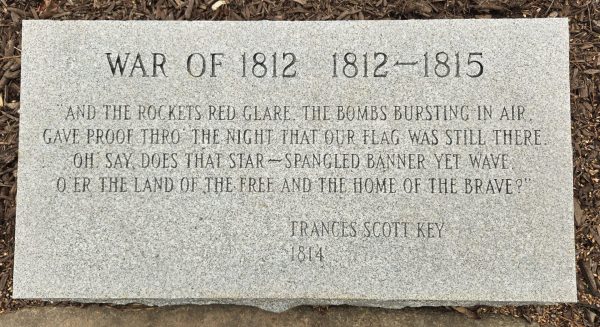 WAR OF 1812 1812—1815
"AND THE ROCKETS RED GLARE, THE BOMBS BURSTING IN AIR,
GAVE PROOF THRO' THE NIGHT THAT OUR FLAG WAS STILL THERE.
OH, SAY, DOES THAT STAR—SPANGLED BANNER YET WAVE
O'ER THE LAND OF THE FREE AND THE HOME OF THE BRAVE?"
FRANCES SCOTT KEY
1814